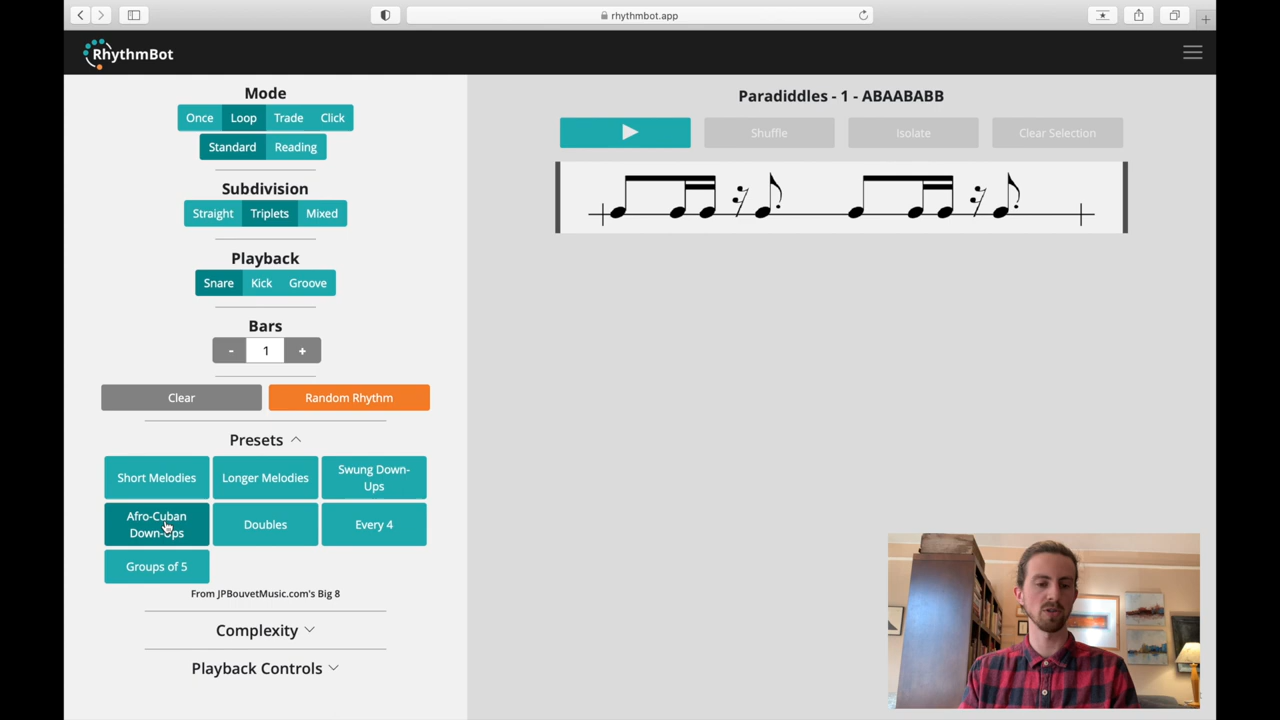 rhythmbot.app
RhythmBot
Mode
Once Loop Trade Click
Standard Reading
Subdivision
Straight Triplets Mixed
Playback
Snare Kick Groove
Bars
- 1 +
Clear Random Rhythm
Presets
Short Melodies Longer Melodies Swung Down-
Ups
Afro-Cuban
Down-Ups Doubles Every 4
Groups of 5
From JPBouvetMusic.com's Big 8
Complexity
Playback Controls
Paradiddles - 1 - ABAABABB
Shuffle Isolate Clear Selection